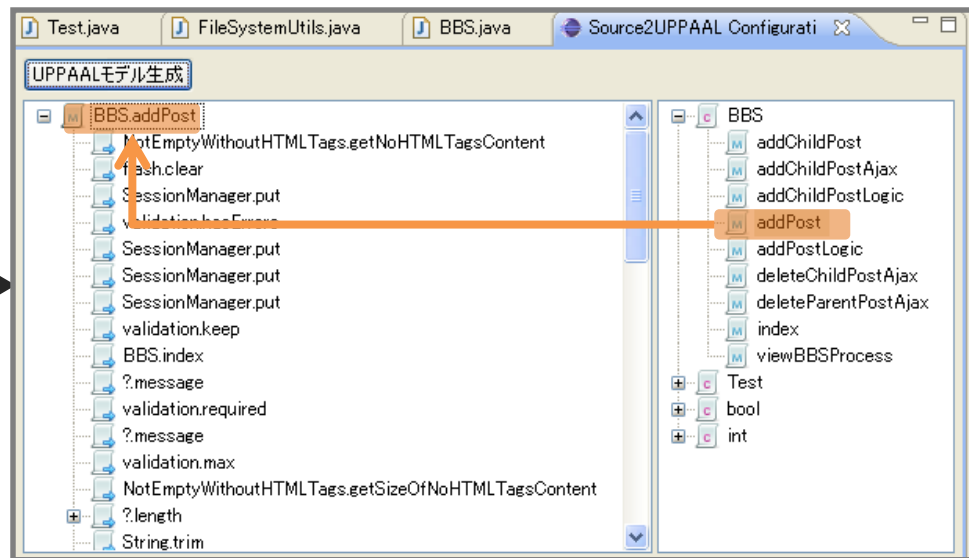 Test.java FileSystemUtils.java BBS.java Source2UPPAAL Configurati
UPPAALモデル生成
BBS.addPost
NotEmptyWithoutHTMLTags.getNoHTMLTagsContent
flash.clear
SessionManager.put
validation.hasErrors
SessionManager.put
SessionManager.put
SessionManager.put
validation.keep
BBS.index
?.message
validation.required
?.message
validation.max
NotEmptyWithoutHTMLTags.getSizeOfNoHTMLTagsContent
?.length
String.trim
BBS
addChildPost
addChildPostAjax
addChildPostLogic
addPost
addPostLogic
deleteChildPostAjax
deleteParentPostAjax
index
viewBBSProcess
Test
bool
int